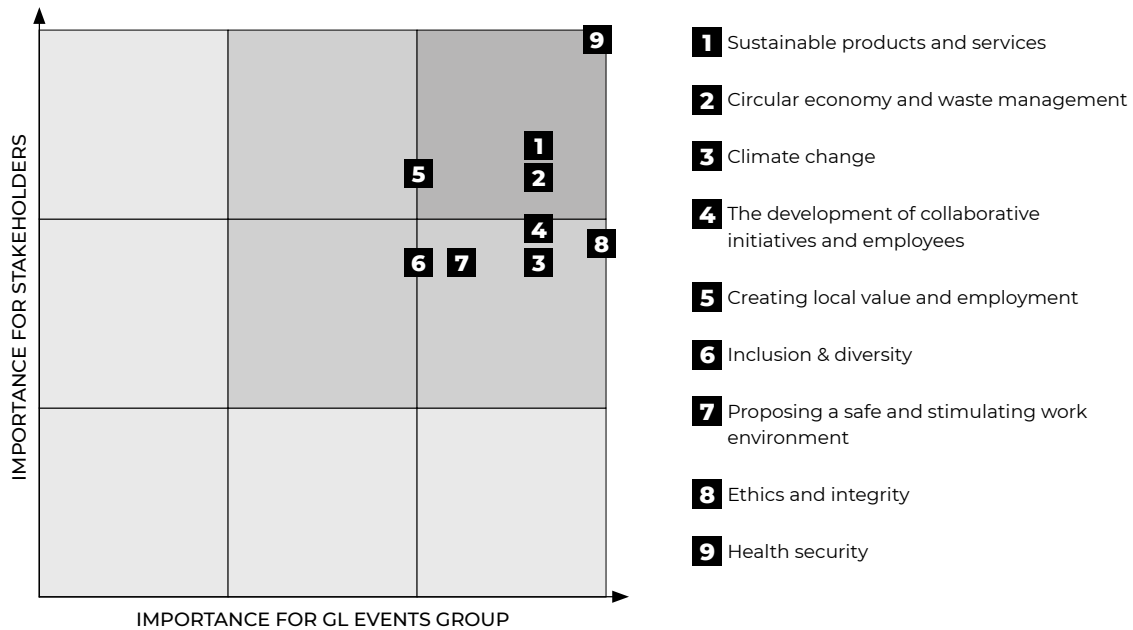 IMPORTANCE FOR STAKEHOLDERS
9
1
5
2
4
8
6
7
3
IMPORTANCE FOR GL EVENTS GROUP
1 Sustainable products and services
2 Circular economy and waste management
3 Climate change
4 The development of collaborative
initiatives and employees
5 Creating local value and employment
6 Inclusion & diversity
7 Proposing a safe and stimulating work
environment
8 Ethics and integrity
9 Health security